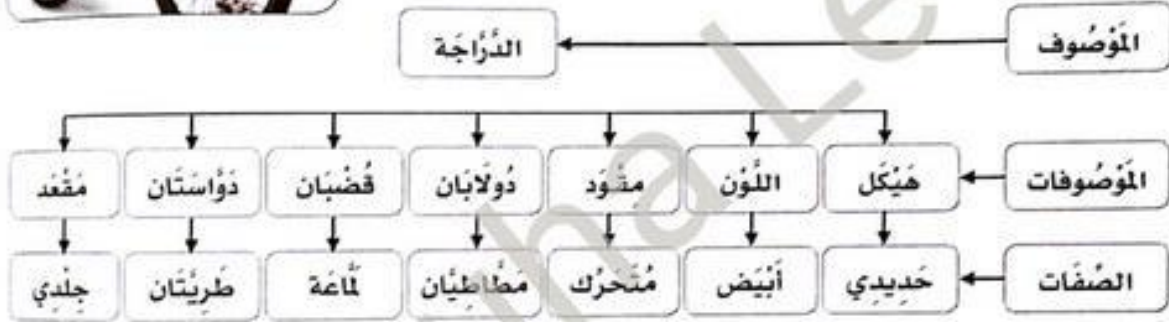 المَوْصُوف الدَّرَّاجَة
المَوْصُوفات هَيْكَل اللَّوْن مِقْوَد دُولَابَان قُضْبَان دَوَّاسَتَان مَقْعَد
الصِّفَات حَدِيدِي أَبْيَض مُتَحَرِّك مَطَّاطِيَّان لَمَّاعَة طَرِيَّتَان جِلْدِي